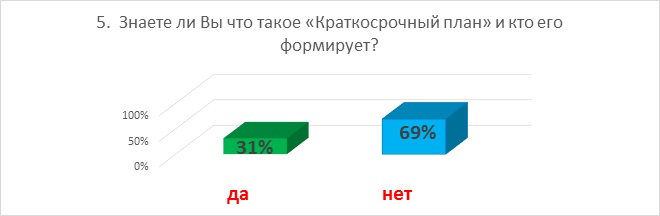 5. Знаете ли Вы что такое «Краткосрочный план» и кто его
формирует?
100%
50%
0%
31%
69%
да
нет